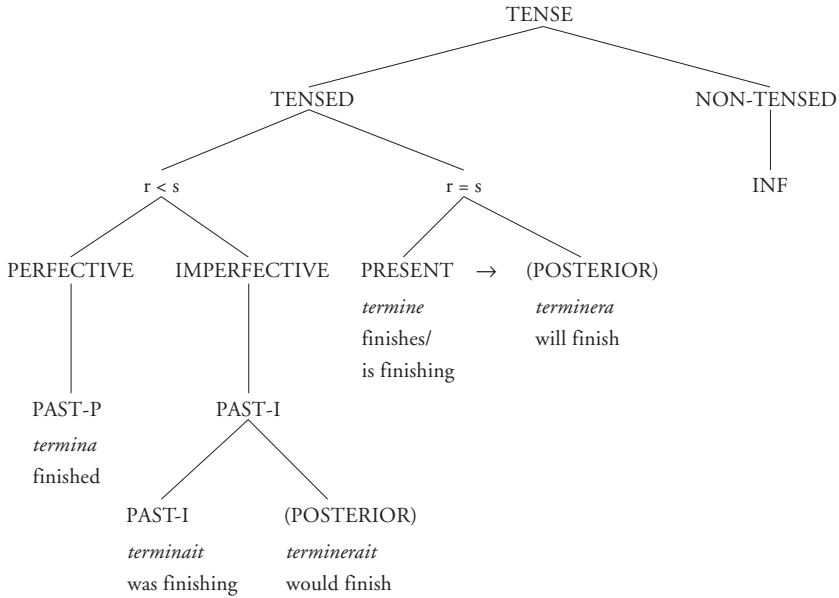 TENSE
TENSED NON-TENSED
r < s r = s INF
PERFECTIVE IMPERFECTIVE PRESENT → (POSTERIOR)
termine terminera
finishes/ will finish
is finishing
PAST-P PAST-I
termina
finished
PAST-I (POSTERIOR)
terminait terminerait
was finishing would finish